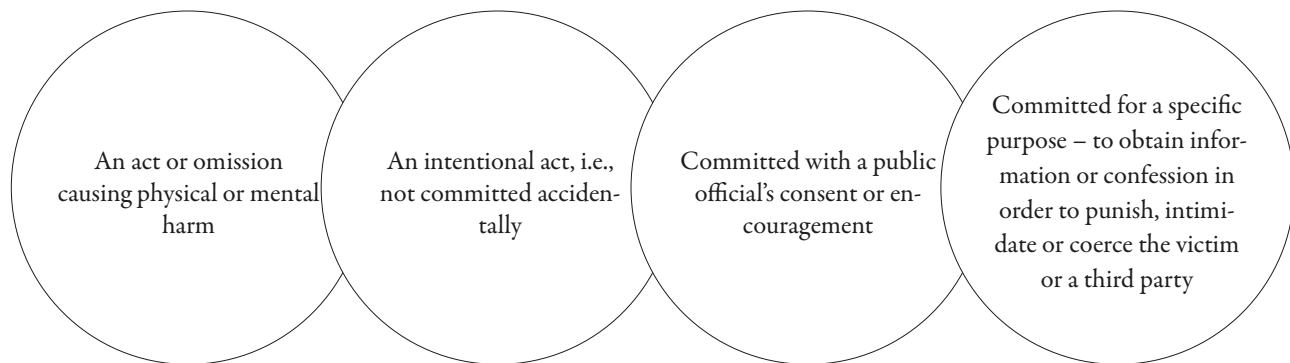 An act or omission
causing physical or mental
harm
An intentional act, i.e.,
not committed acciden-
tally
Committed with a public
official’s consent or en-
couragement
Committed for a specific
purpose – to obtain infor-
mation or confession in
order to punish, intimi-
date or coerce the victim
or a third party